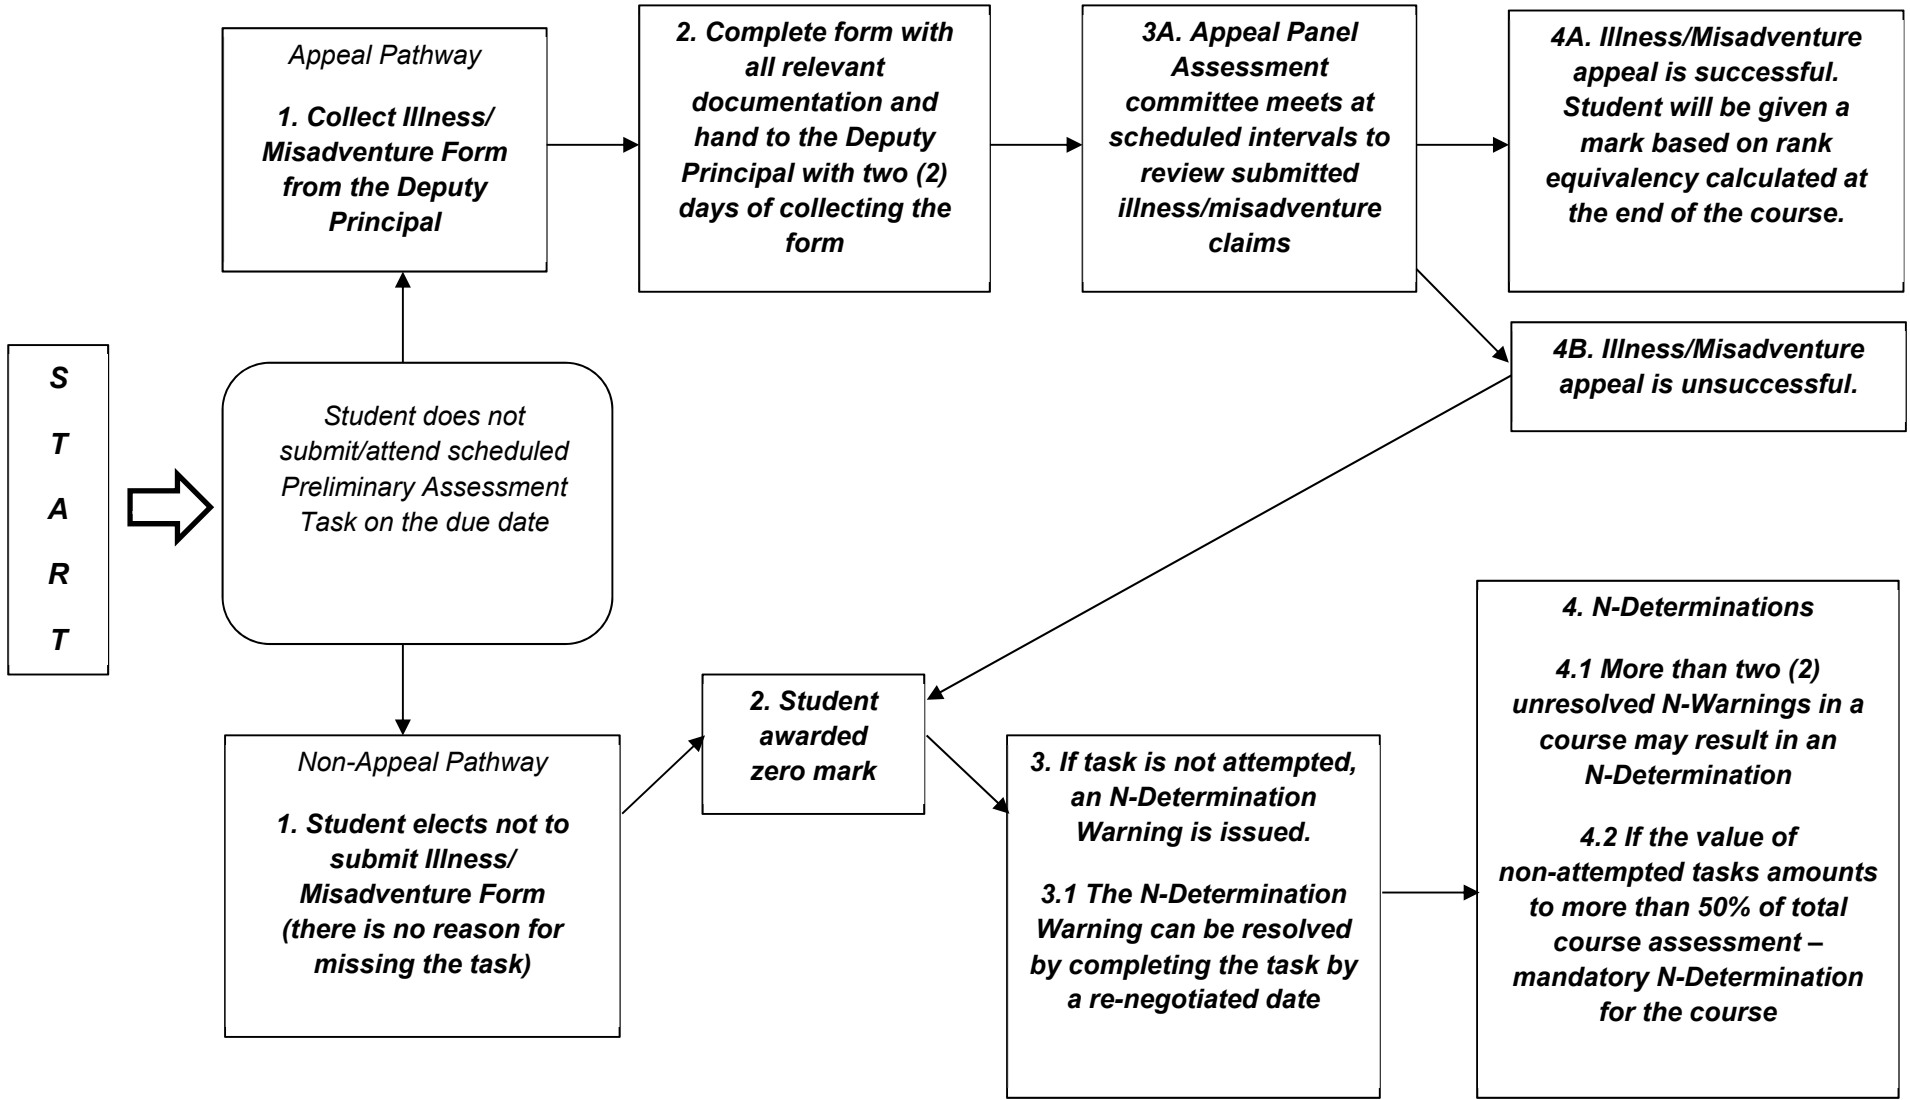 S
T
A
R
T
Student does not
submit/attend scheduled
Preliminary Assessment
Task on the due date
Appeal Pathway
1. Collect Illness/
Misadventure Form
from the Deputy
Principal
2. Complete form with
all relevant
documentation and
hand to the Deputy
Principal with two (2)
days of collecting the
form
3A. Appeal Panel
Assessment
committee meets at
scheduled intervals to
review submitted
illness/misadventure
claims
4A. Illness/Misadventure
appeal is successful.
Student will be given a
mark based on rank
equivalency calculated at
the end of the course.
4B. Illness/Misadventure
appeal is unsuccessful.
Non-Appeal Pathway
1. Student elects not to
submit Illness/
Misadventure Form
(there is no reason for
missing the task)
2. Student
awarded
zero mark
3. If task is not attempted,
an N-Determination
Warning is issued.
3.1 The N-Determination
Warning can be resolved
by completing the task by
a re-negotiated date
4. N-Determinations
4.1 More than two (2)
unresolved N-Warnings in a
course may result in an
N-Determination
4.2 If the value of
non-attempted tasks amounts
to more than 50% of total
course assessment –
mandatory N-Determination
for the course